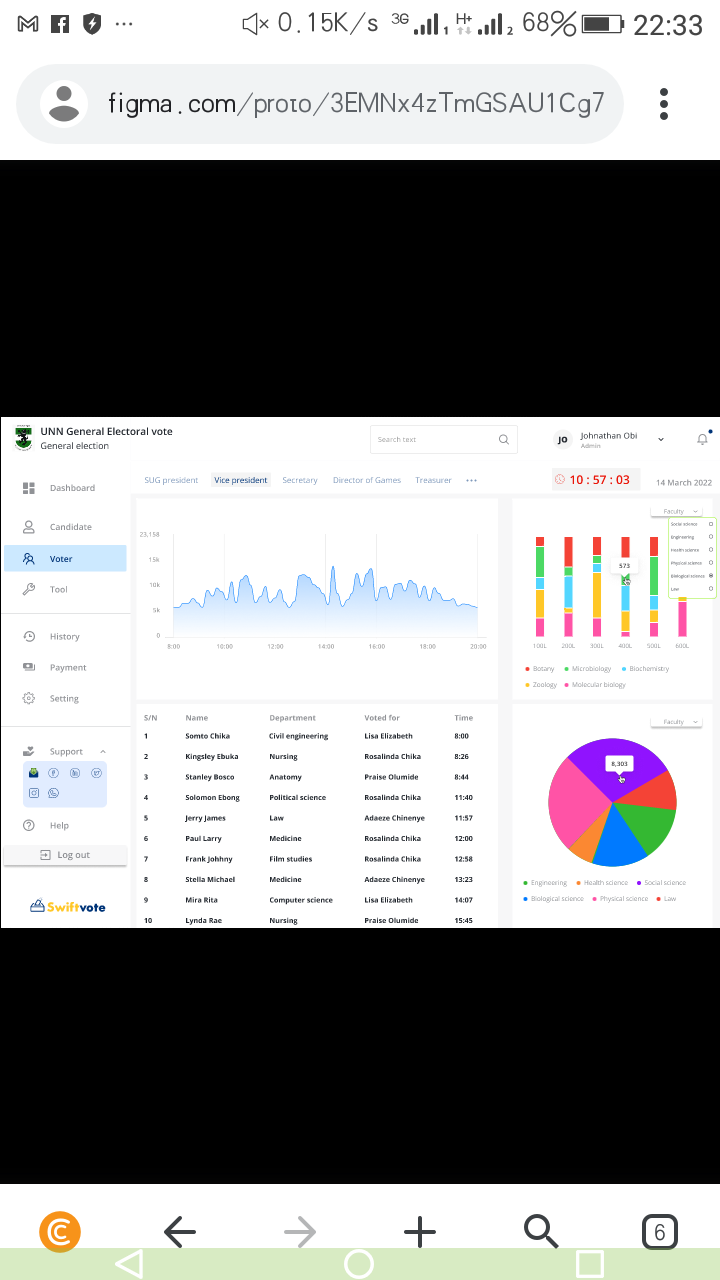 0.15K/s 3G 1 H+ 2 68% 22:33
figma.com/proto/3EMNx4zTmGSAU1Cg7
UNN General Electoral vote
General election
Search text
JO
Johnathan Obi
Admin
Dashboard
Candidate
Voter
Tool
History
Payment
Setting
Support
Help
Log out
Swiftvote
SUG president Vice president Secretary Director of Games Treasurer
10 : 57 : 03
14 March 2022
23,158
15k
10k
5k
0
8:00 10:00 12:00 14:00 16:00 18:00 20:00
Faculty
Social science
Engineering
Health science
Physical science
Biological science
Law
573
100L 200L 300L 400L 500L 600L
Botany Microbiology Biochemistry
Zoology Molecular biology
S/N Name Department Voted for Time
1 Somto Chika Civil engineering Lisa Elizabeth 8:00
2 Kingsley Ebuka Nursing Rosalinda Chika 8:26
3 Stanley Bosco Anatomy Praise Olumide 8:44
4 Solomon Ebong Political science Rosalinda Chika 11:40
5 Jerry James Law Adaeze Chinenye 11:57
6 Paul Larry Medicine Rosalinda Chika 12:00
7 Frank Johhny Film studies Rosalinda Chika 12:58
8 Stella Michael Medicine Adaeze Chinenye 13:23
9 Mira Rita Computer science Lisa Elizabeth 14:07
10 Lynda Rae Nursing Praise Olumide 15:45
Faculty
8,303
Engineering Health science Social science
Biological science Physical science Law
6